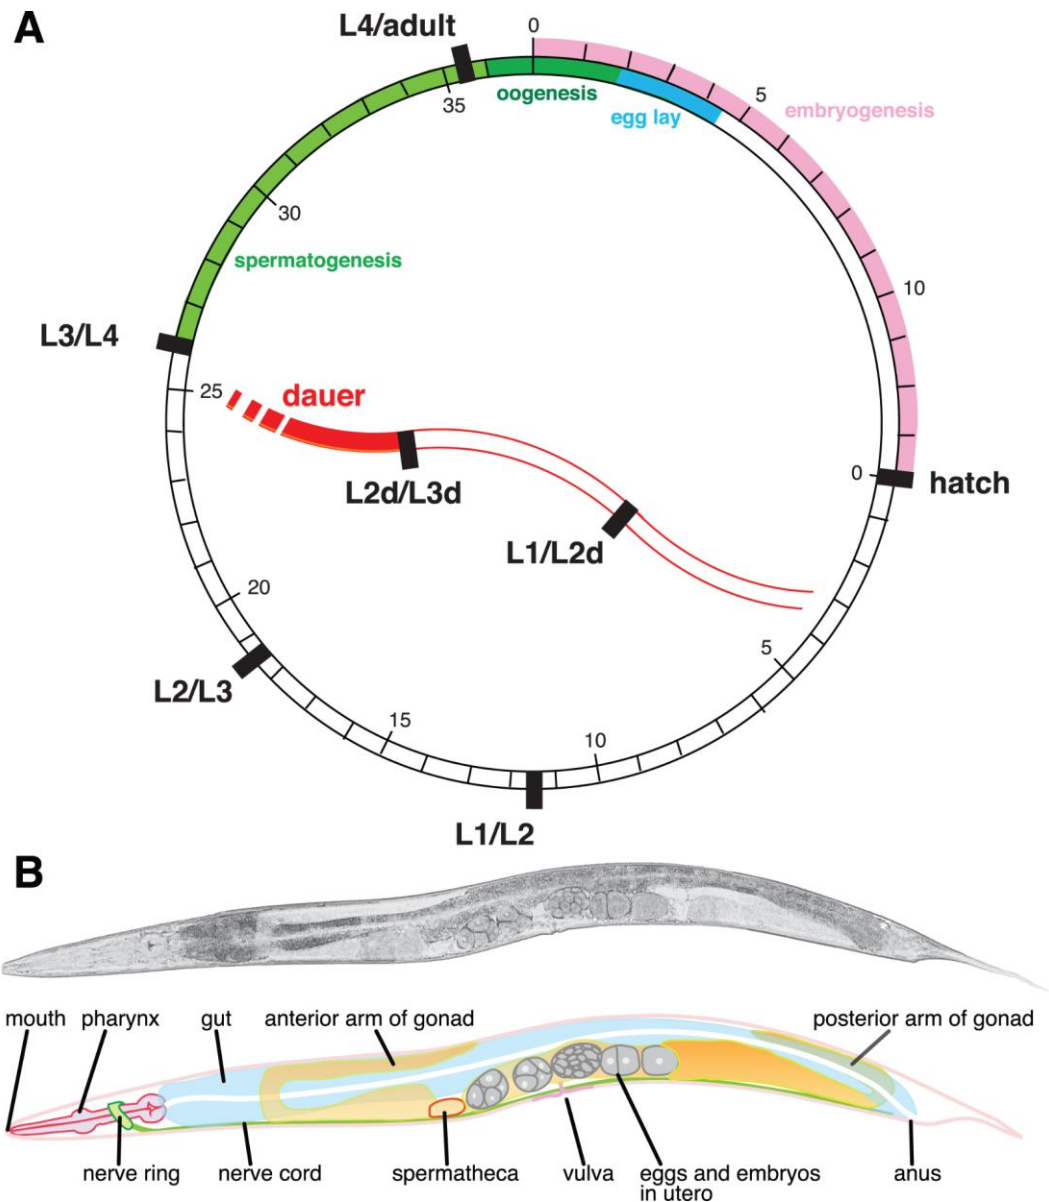 A
L4/adult
0
35
oogenesis
5
egg lay
embryogenesis
30
spermatogenesis
10
L3/L4
25
dauer
0
hatch
L2d/L3d
L1/L2d
20
5
L2/L3
15
10
L1/L2
B
mouth pharynx gut anterior arm of gonad posterior arm of gonad
nerve ring nerve cord spermatheca vulva eggs and embryos anus
in utero